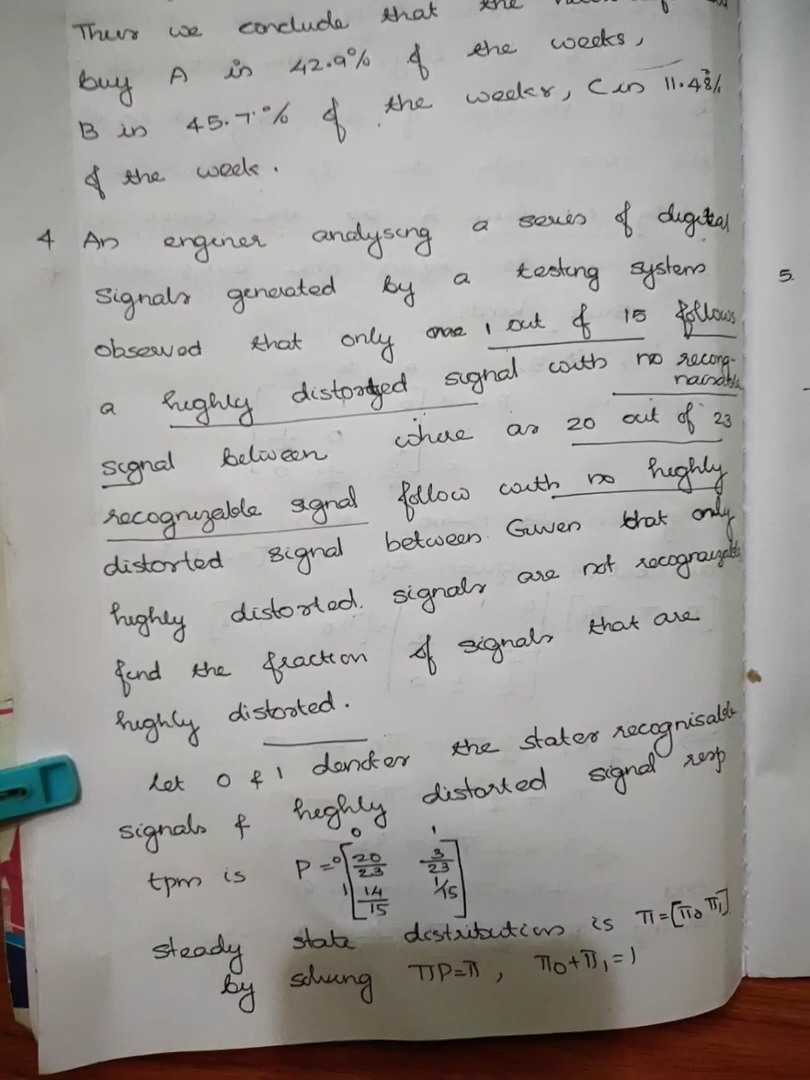 Thus we conclude that the
buy A in 42.9% of the weeks,
B in 45.7% of the weeks, C in 11.43%
of the week.
4 An enginer analysing a series of digital
signals generated by a testing system
observed that only 1 out of 15 follows
a highly distorted signal with no recong-
naisable
signal between where as 20 out of 23
recognizable signal follow with no highly
distorted signal between. Given that only
highly distorted signals are not recognizable
find the fraction of signals that are
highly distorted.
Let 0 & 1 denotes the states recognisable
signals & highly distorted signal resp
0 1
tpm is P = 0 [ 20/23 3/23
1 14/15 1/15 ]
steady state distribution is π = [π0 π1]
by solving πP=π, π0+π1=1
5.